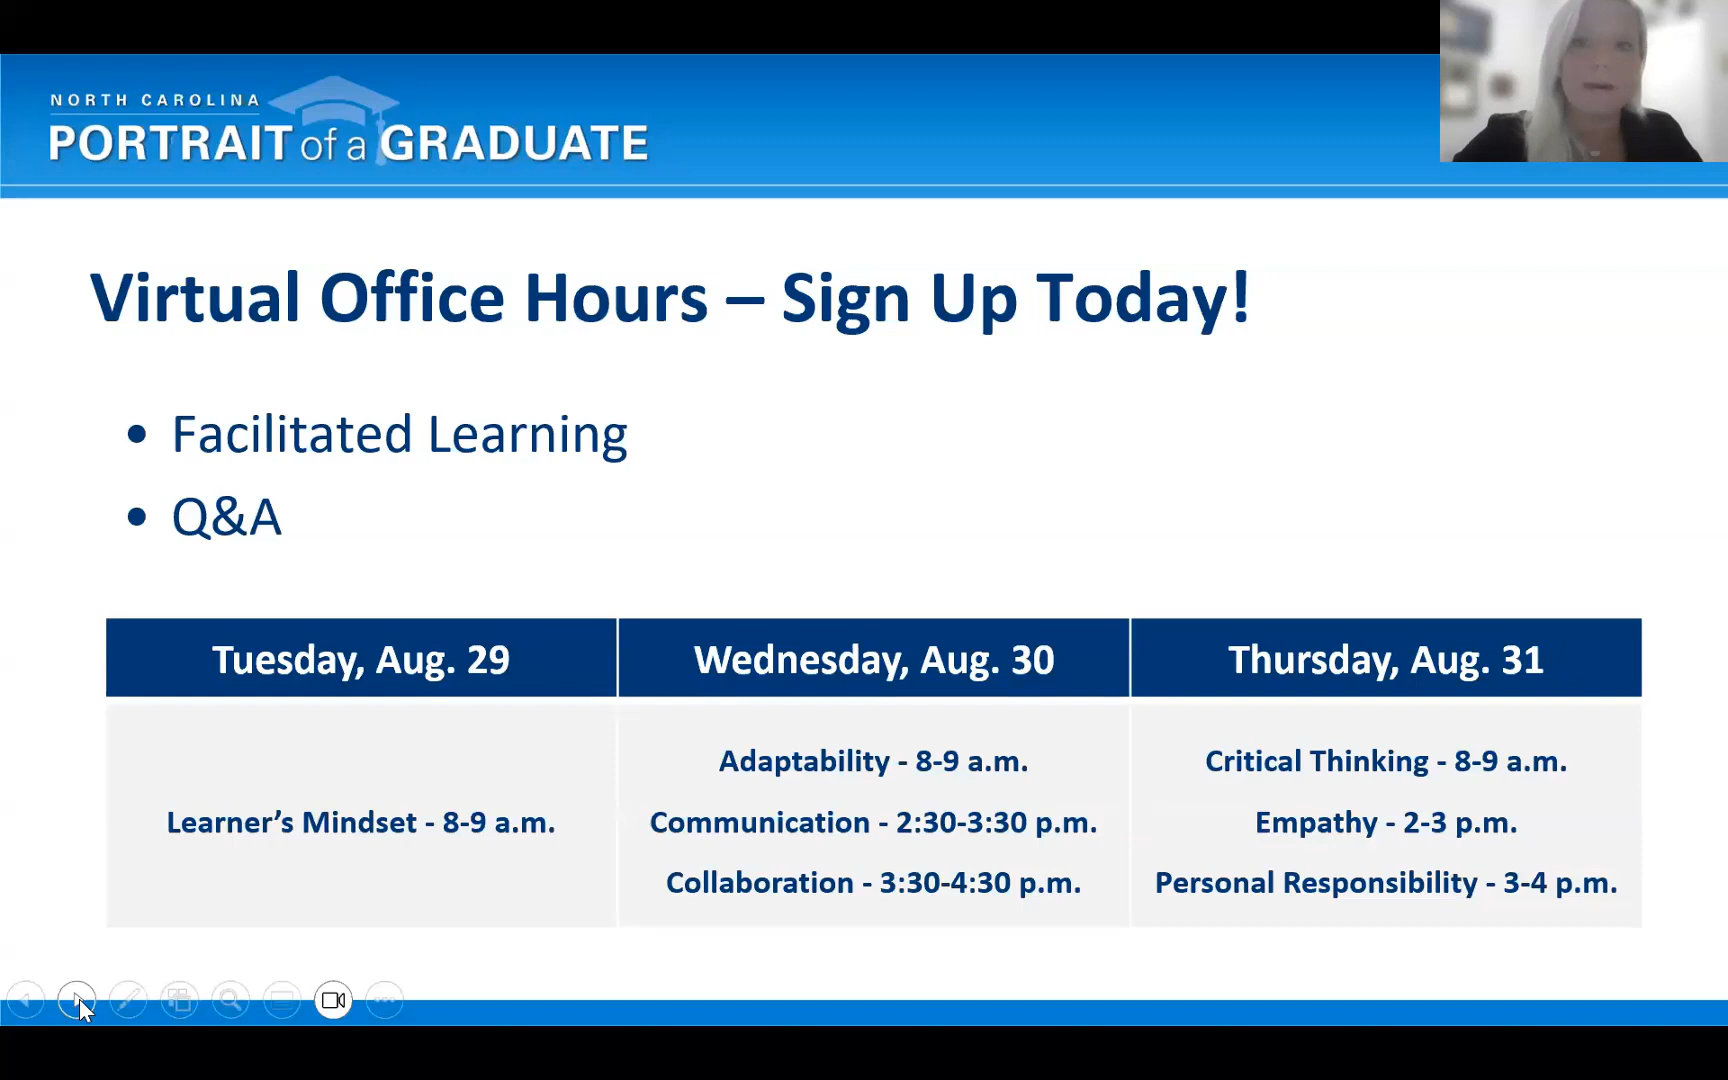 NORTH CAROLINA
PORTRAIT of a GRADUATE
Virtual Office Hours – Sign Up Today!
• Facilitated Learning
• Q&A
Tuesday, Aug. 29
Learner’s Mindset - 8-9 a.m.
Wednesday, Aug. 30
Adaptability - 8-9 a.m.
Communication - 2:30-3:30 p.m.
Collaboration - 3:30-4:30 p.m.
Thursday, Aug. 31
Critical Thinking - 8-9 a.m.
Empathy - 2-3 p.m.
Personal Responsibility - 3-4 p.m.